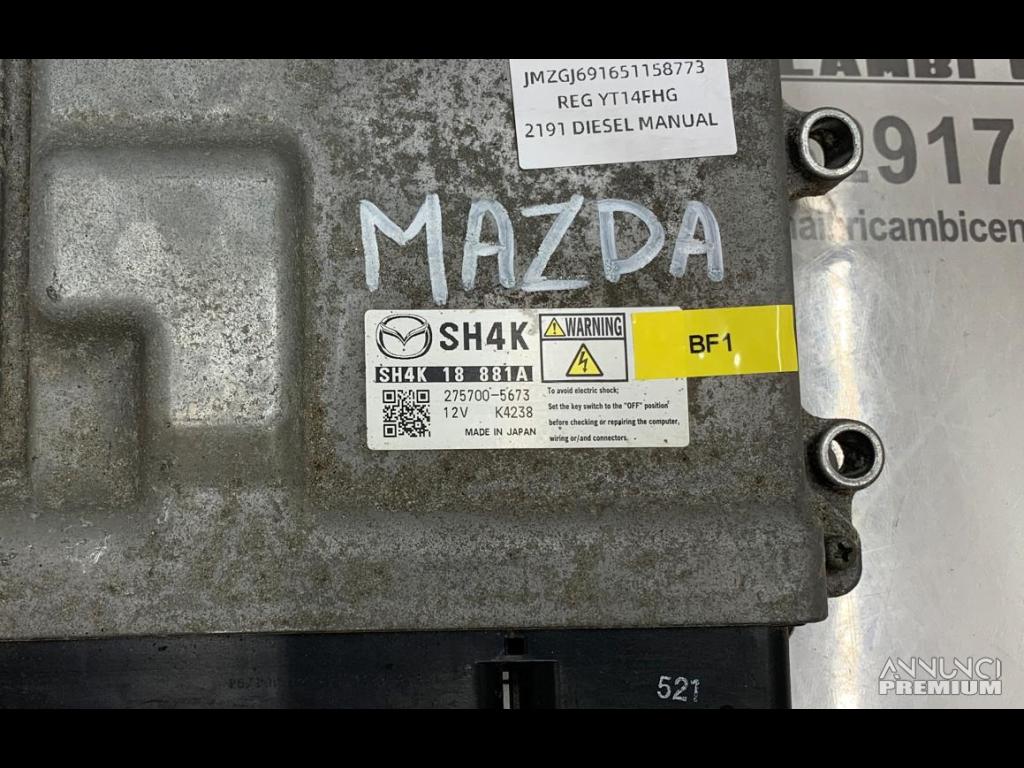 JMZGJ691651158773
REG YT14FHG
2191 DIESEL MANUAL
2917
ricambicen
MAZDA
SH4K
WARNING
BF1
SH4K 18 881A
275700-5673
12V K4238
MADE IN JAPAN
To avoid electric shock;
Set the key switch to the "OFF" position
before checking or repairing the computer,
wiring or/and connectors.
521
ANNUNCI
PREMIUM